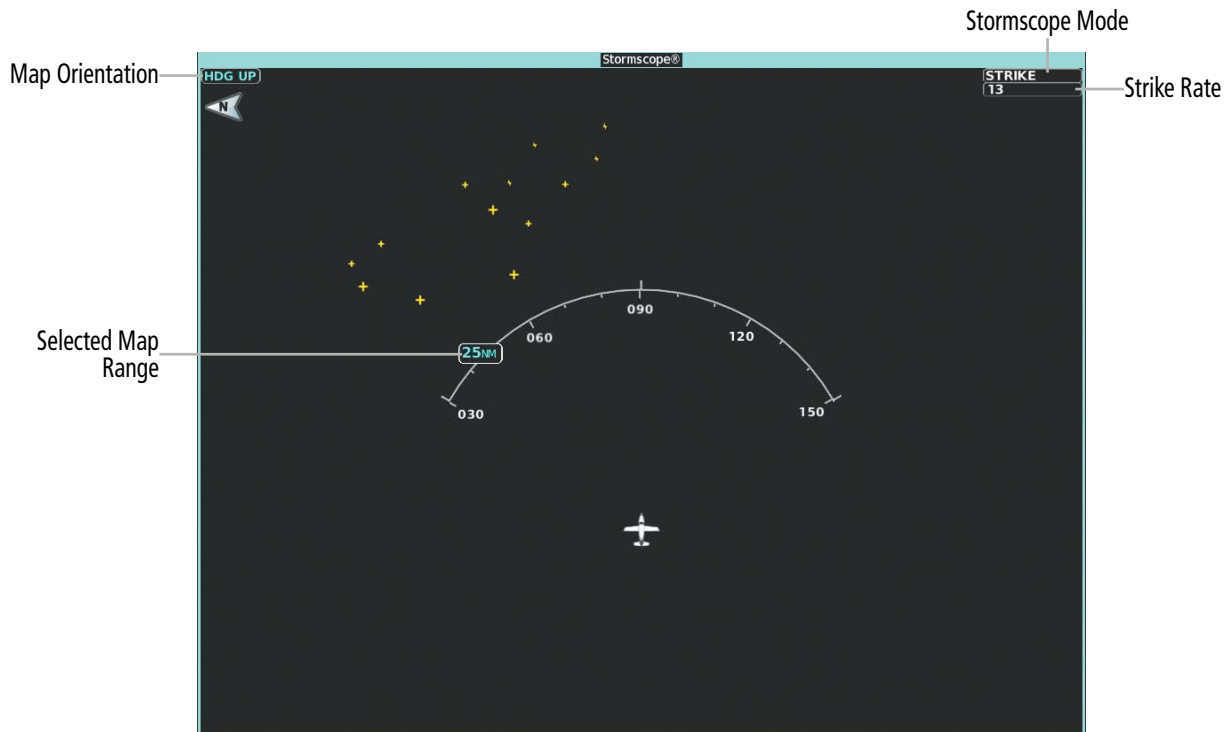 Stormscope Mode
Stormscope®
Map Orientation
HDG UP
STRIKE
13
Strike Rate
N
090
060
120
Selected Map
Range
25NM
030
150